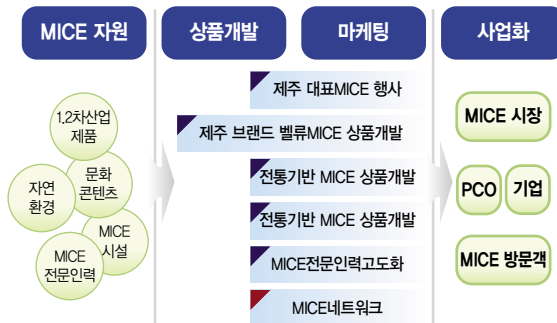 MICE 자원
상품개발
마케팅
사업화
1,2차산업
제품
문화
콘텐츠
자연
환경
MICE
시설
MICE
전문인력
제주 대표MICE 행사
제주 브랜드 벨류MICE 상품개발
전통기반 MICE 상품개발
전통기반 MICE 상품개발
MICE전문인력고도화
MICE네트워크
MICE 시장
PCO
기업
MICE 방문객